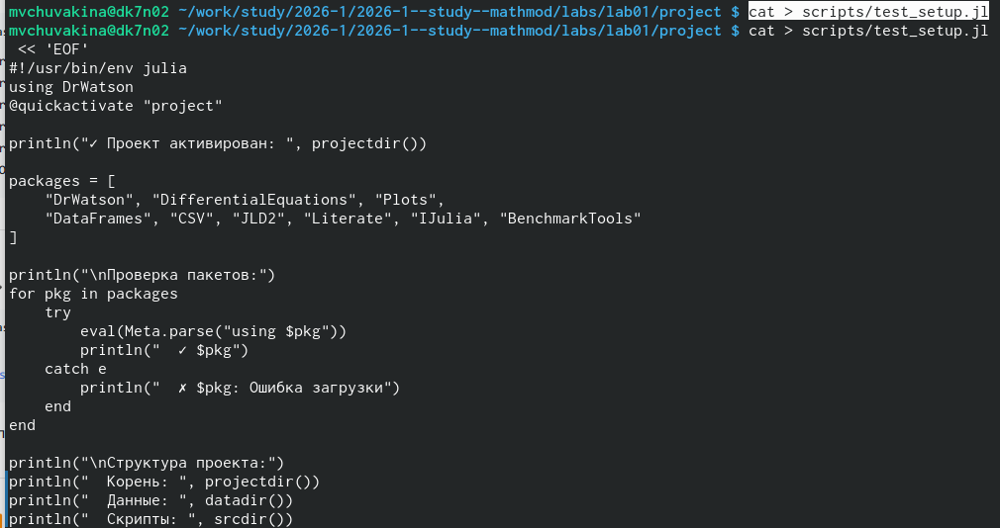 mvchuvakina@dk7n02 ~/work/study/2026-1/2026-1--study--mathmod/labs/lab01/project $ cat > scripts/test_setup.jl
mvchuvakina@dk7n02 ~/work/study/2026-1/2026-1--study--mathmod/labs/lab01/project $ cat > scripts/test_setup.jl
 << 'EOF'
#!/usr/bin/env julia
using DrWatson
@quickactivate "project"

println("✓ Проект активирован: ", projectdir())

packages = [
    "DrWatson", "DifferentialEquations", "Plots",
    "DataFrames", "CSV", "JLD2", "Literate", "IJulia", "BenchmarkTools"
]

println("\nПроверка пакетов:")
for pkg in packages
    try
        eval(Meta.parse("using $pkg"))
        println("  ✓ $pkg")
    catch e
        println("  ✗ $pkg: Ошибка загрузки")
    end
end

println("\nСтруктура проекта:")
println("  Корень: ", projectdir())
println("  Данные: ", datadir())
println("  Скрипты: ", srcdir())